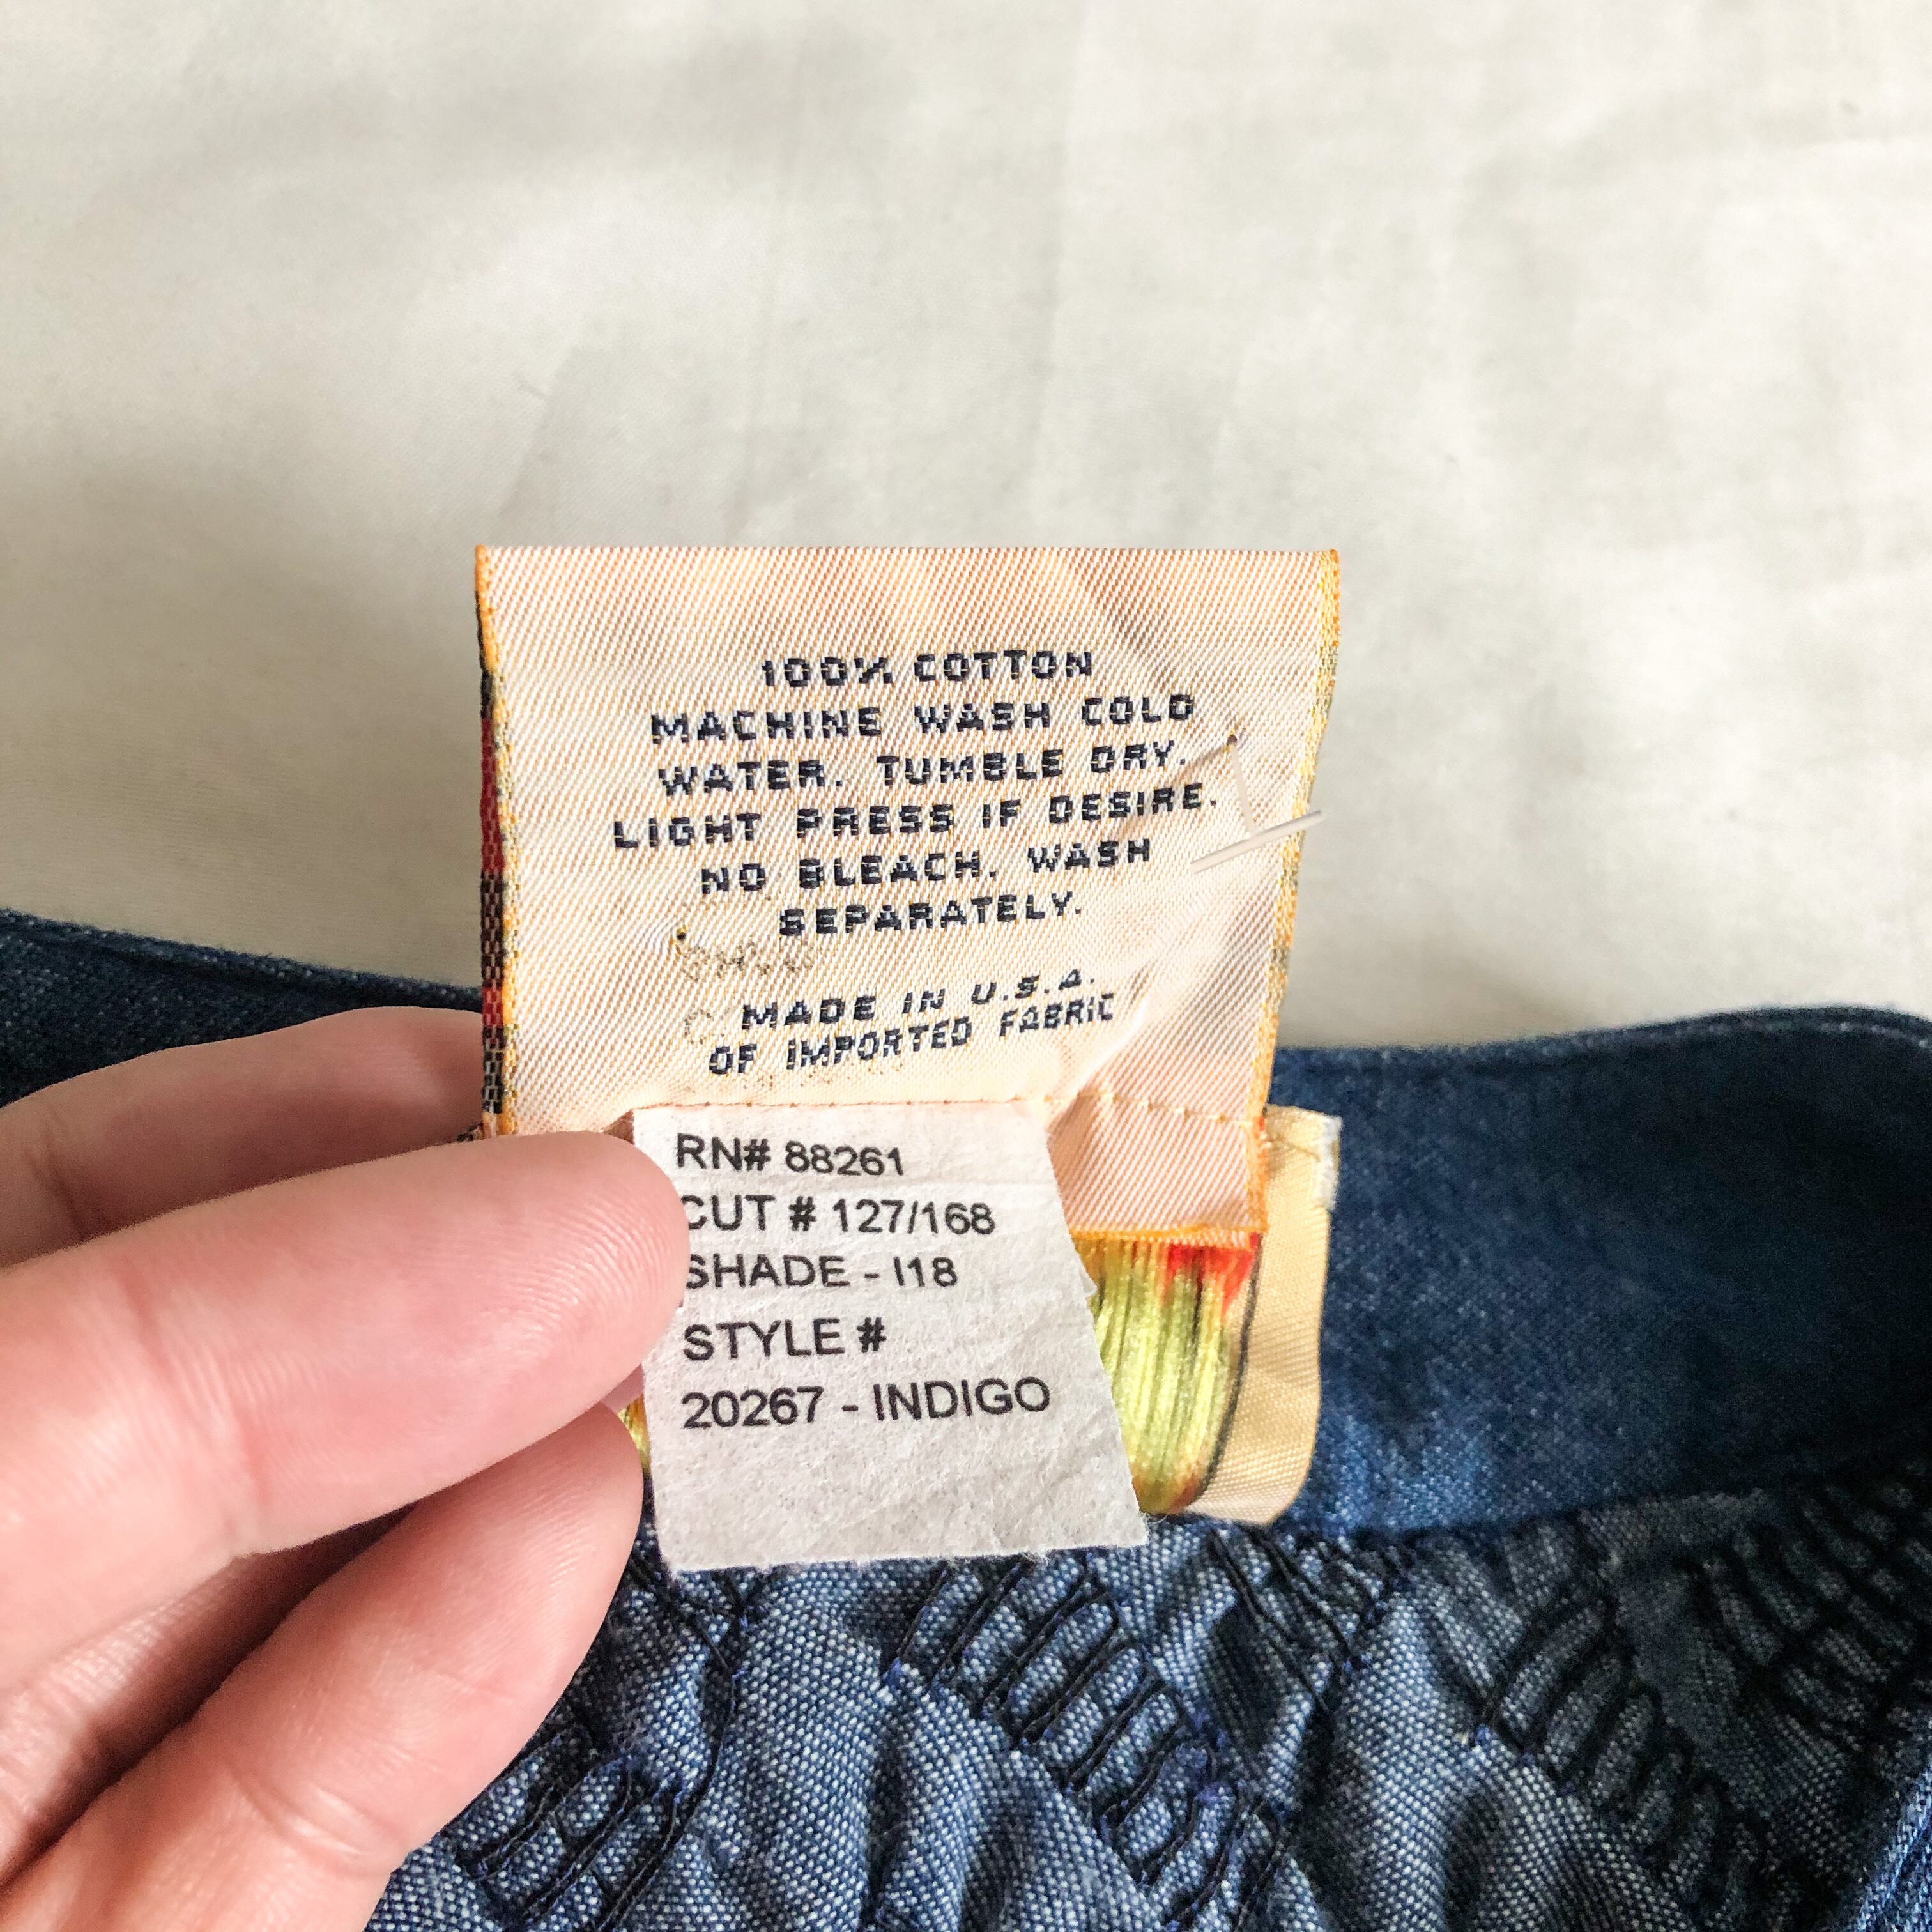 100% COTTON
MACHINE WASH COLD
WATER. TUMBLE DRY.
LIGHT PRESS IF DESIRE.
NO BLEACH. WASH
SEPARATELY.
MADE IN U.S.A.
OF IMPORTED FABRIC
RN# 88261
CUT # 127/168
SHADE - I18
STYLE #
20267 - INDIGO